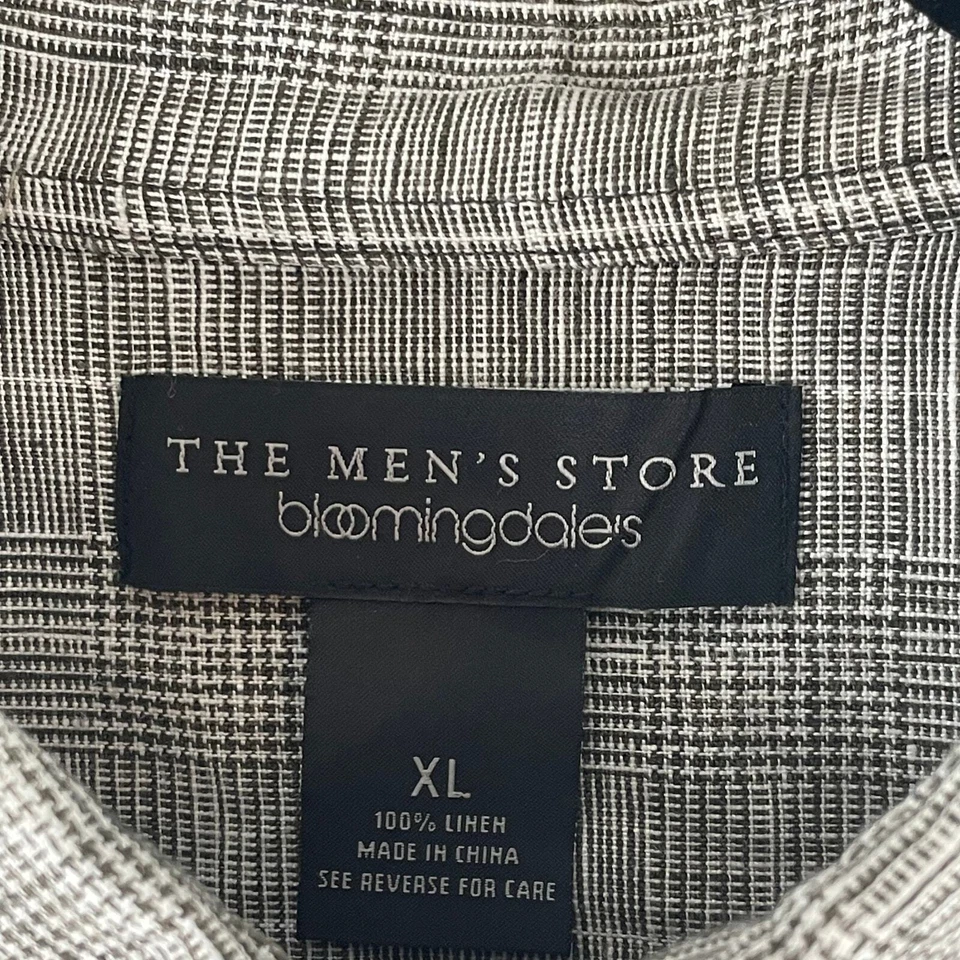 THE MEN'S STORE
bloomingdale's
XL
100% LINEN
MADE IN CHINA
SEE REVERSE FOR CARE